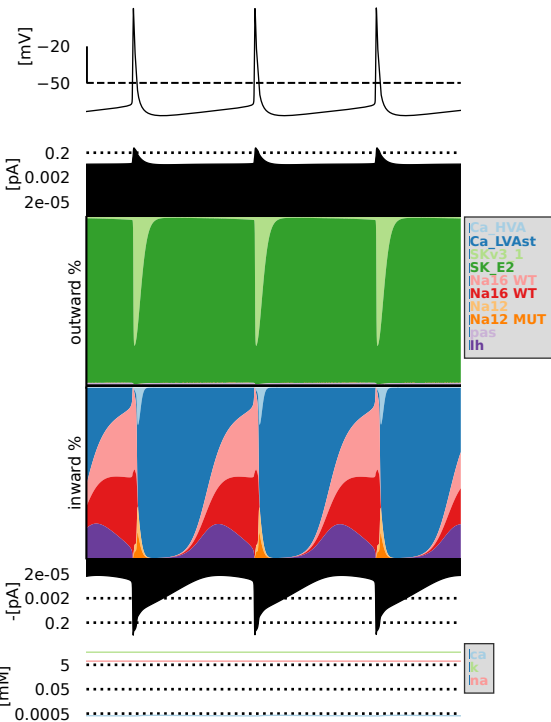 [mV]
−20
−50
[pA]
0.2
0.002
2e-05
outward %
Ca_HVA
Ca_LVAst
SKv3_1
SK_E2
Na16 WT
Na16 WT
Na12
Na12 MUT
pas
Ih
inward %
-[pA]
2e-05
0.002
0.2
[mM]
5
0.05
0.0005
ca
k
na